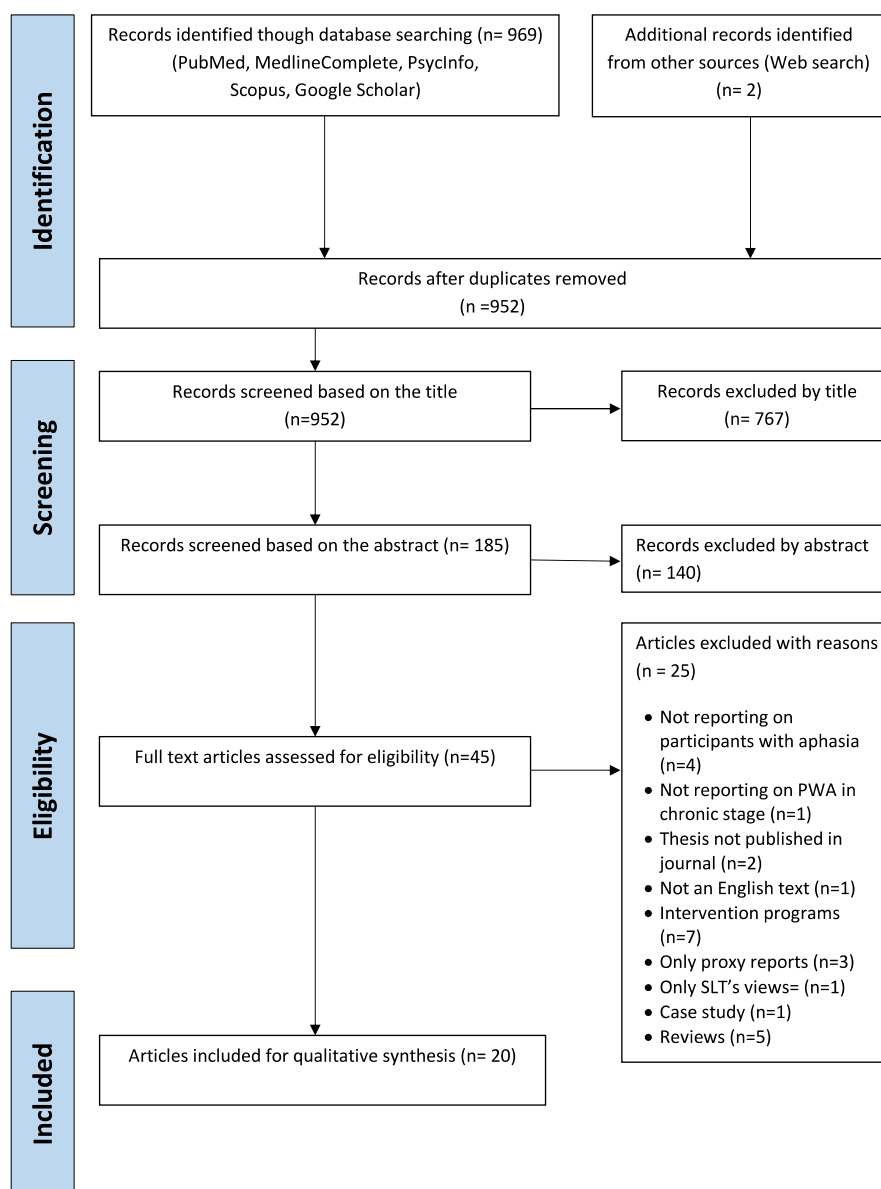 Identification
Records identified though database searching (n= 969)
(PubMed, MedlineComplete, PsycInfo,
Scopus, Google Scholar)
Additional records identified
from other sources (Web search)
(n= 2)
Records after duplicates removed
(n =952)
Screening
Records screened based on the title
(n=952)
Records excluded by title
(n= 767)
Records screened based on the abstract (n= 185)
Records excluded by abstract
(n= 140)
Eligibility
Full text articles assessed for eligibility (n=45)
Articles excluded with reasons
(n = 25)
• Not reporting on
participants with aphasia
(n=4)
• Not reporting on PWA in
chronic stage (n=1)
• Thesis not published in
journal (n=2)
• Not an English text (n=1)
• Intervention programs
(n=7)
• Only proxy reports (n=3)
• Only SLT’s views= (n=1)
• Case study (n=1)
• Reviews (n=5)
Included
Articles included for qualitative synthesis (n= 20)